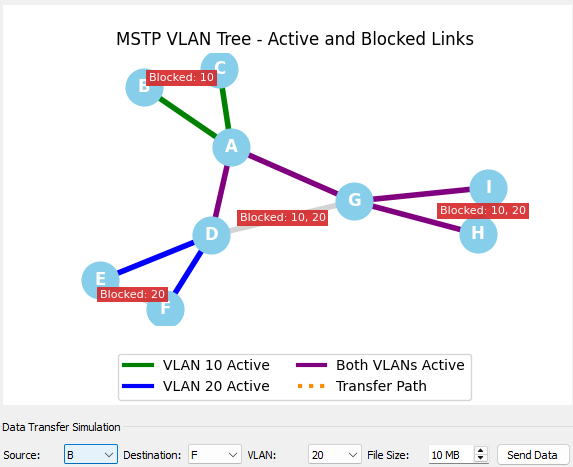 MSTP VLAN Tree - Active and Blocked Links
C
B
Blocked: 10
A
I
G
Blocked: 10, 20
Blocked: 10, 20
D
H
E
Blocked: 20
F
VLAN 10 Active
Both VLANs Active
VLAN 20 Active
Transfer Path
Data Transfer Simulation
Source: B Destination: F VLAN: 20 File Size: 10 MB Send Data